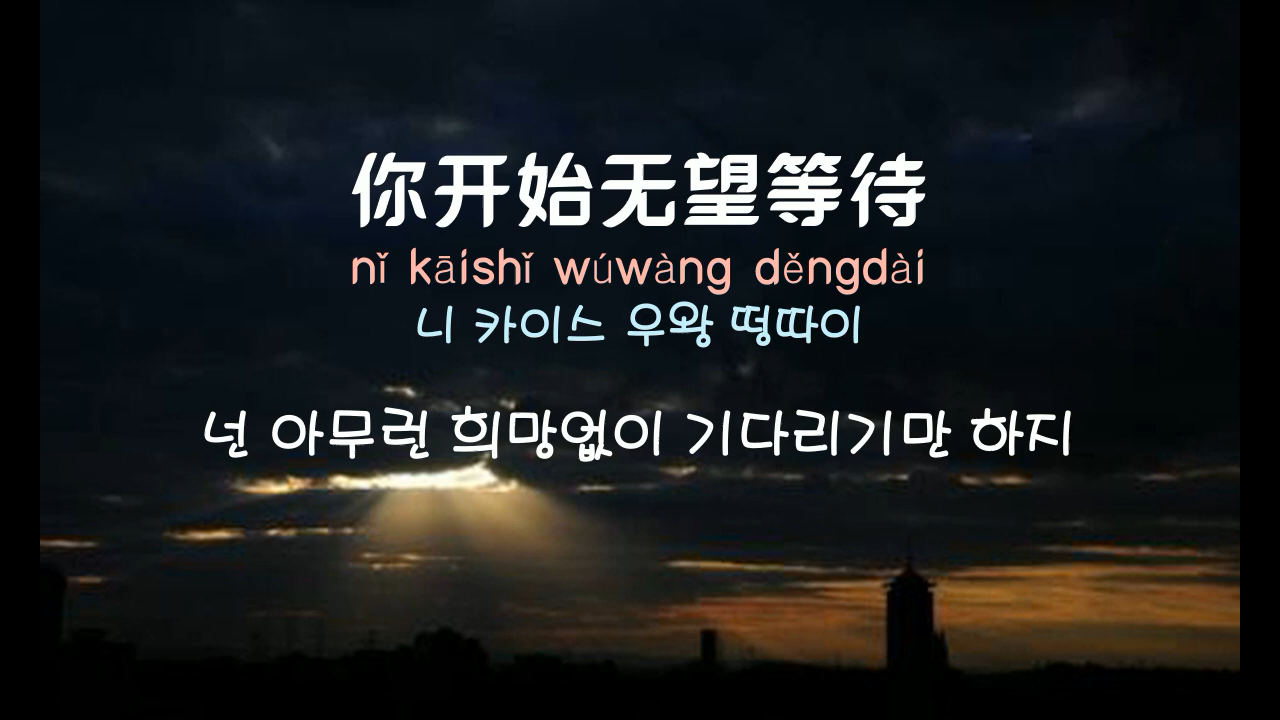 你开始无望等待
nǐ kāishǐ wúwàng děngdài
니 카이스 우왕 떵따이
넌 아무런 희망없이 기다리기만 하지